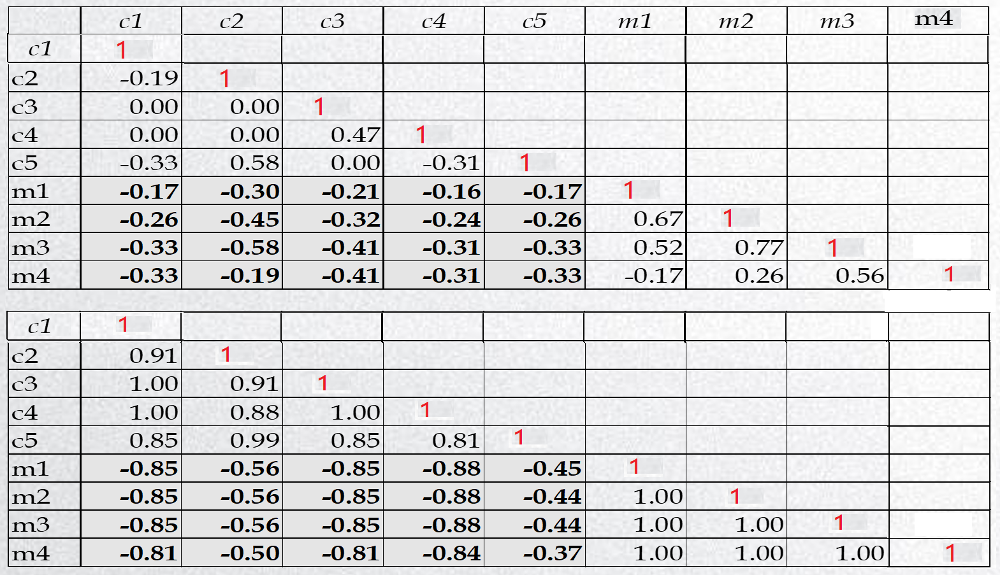 c1 c2 c3 c4 c5 m1 m2 m3 m4
c1 1
c2 -0.19 1
c3 0.00 0.00 1
c4 0.00 0.00 0.47 1
c5 -0.33 0.58 0.00 -0.31 1
m1 -0.17 -0.30 -0.21 -0.16 -0.17 1
m2 -0.26 -0.45 -0.32 -0.24 -0.26 0.67 1
m3 -0.33 -0.58 -0.41 -0.31 -0.33 0.52 0.77 1
m4 -0.33 -0.19 -0.41 -0.31 -0.33 -0.17 0.26 0.56 1
c1 1
c2 0.91 1
c3 1.00 0.91 1
c4 1.00 0.88 1.00 1
c5 0.85 0.99 0.85 0.81 1
m1 -0.85 -0.56 -0.85 -0.88 -0.45 1
m2 -0.85 -0.56 -0.85 -0.88 -0.44 1.00 1
m3 -0.85 -0.56 -0.85 -0.88 -0.44 1.00 1.00 1
m4 -0.81 -0.50 -0.81 -0.84 -0.37 1.00 1.00 1.00 1